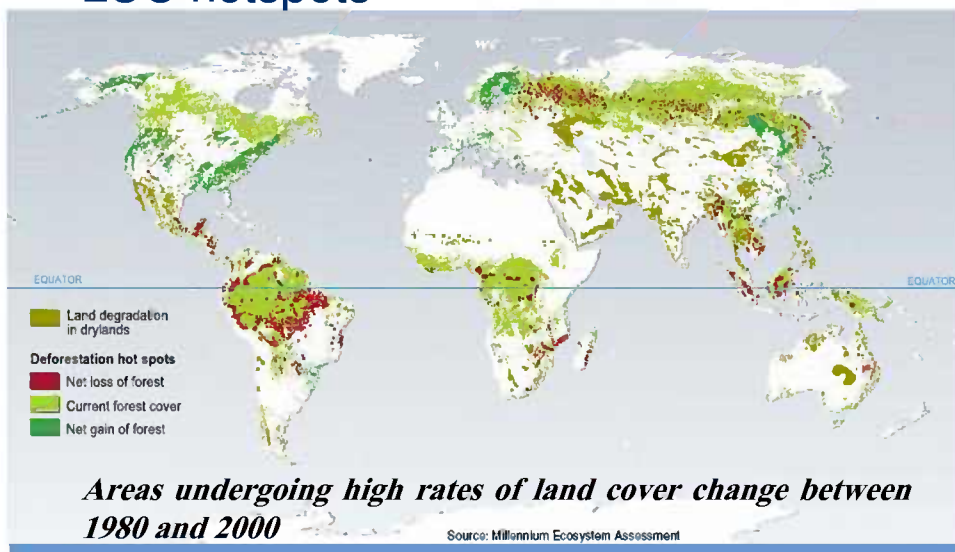 hotspots
EQUATOR
EQUATOR
Land degradation
in drylands
Deforestation hot spots
Net loss of forest
Current forest cover
Net gain of forest
Areas undergoing high rates of land cover change between
1980 and 2000
Source: Millennium Ecosystem Assessment